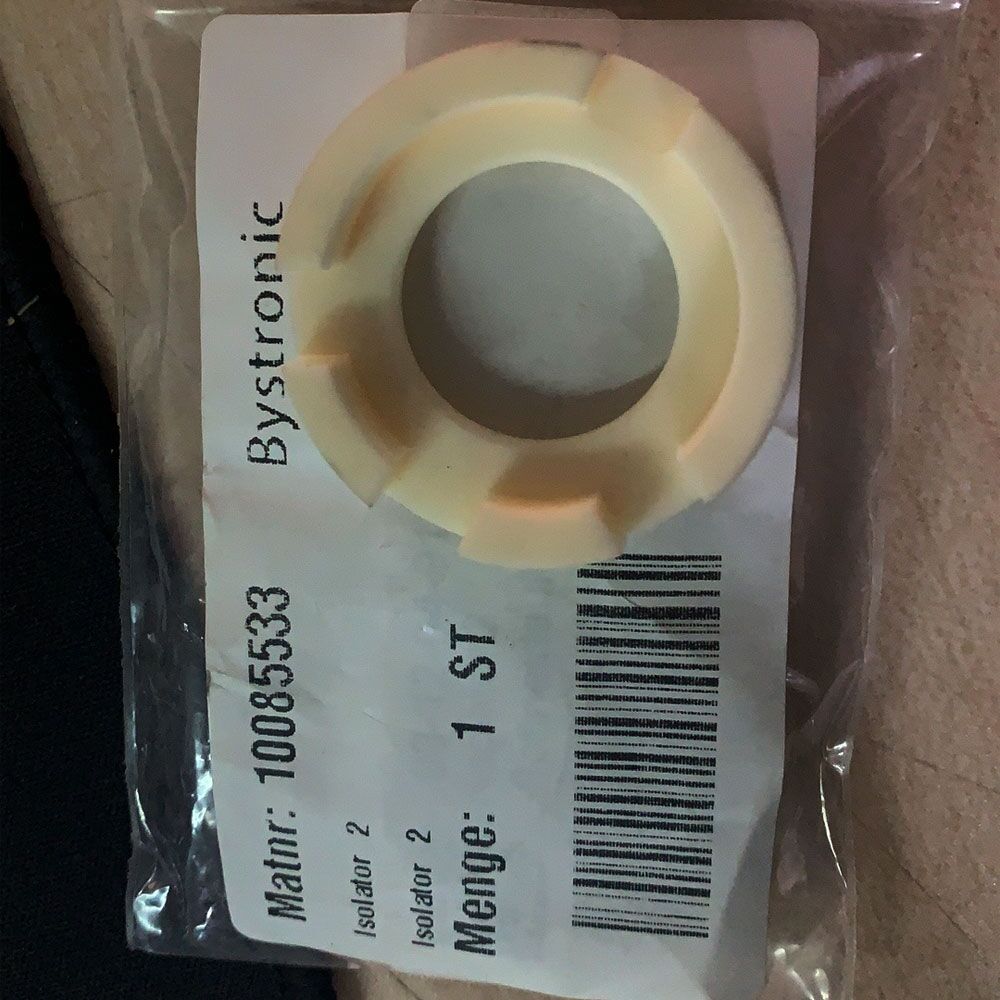 Bystronic
Matnr: 10085533
Isolator 2
Isolator 2
Menge: 1 ST